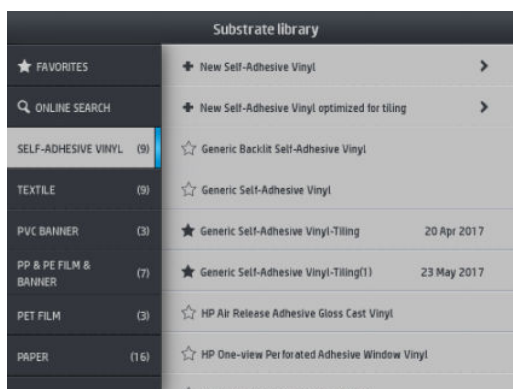 Substrate library
FAVORITES
ONLINE SEARCH
SELF-ADHESIVE VINYL (9)
TEXTILE (9)
PVC BANNER (3)
PP & PE FILM &
BANNER (7)
PET FILM (3)
PAPER (16)
New Self-Adhesive Vinyl
New Self-Adhesive Vinyl optimized for tiling
Generic Backlit Self-Adhesive Vinyl
Generic Self-Adhesive Vinyl
Generic Self-Adhesive Vinyl-Tiling 20 Apr 2017
Generic Self-Adhesive Vinyl-Tiling(1) 23 May 2017
HP Air Release Adhesive Gloss Cast Vinyl
HP One-view Perforated Adhesive Window Vinyl